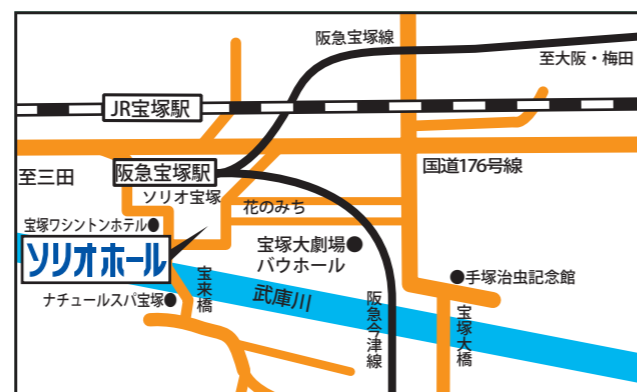 阪急宝塚線
至大阪・梅田
JR宝塚駅
国道176号線
至三田
阪急宝塚駅
ソリオ宝塚
花のみち
宝塚ワシントンホテル●
ソリオホール
宝塚大劇場●
バウホール
●手塚治虫記念館
宝来橋
武庫川
ナチュールスパ宝塚●
阪急今津線
宝塚大橋